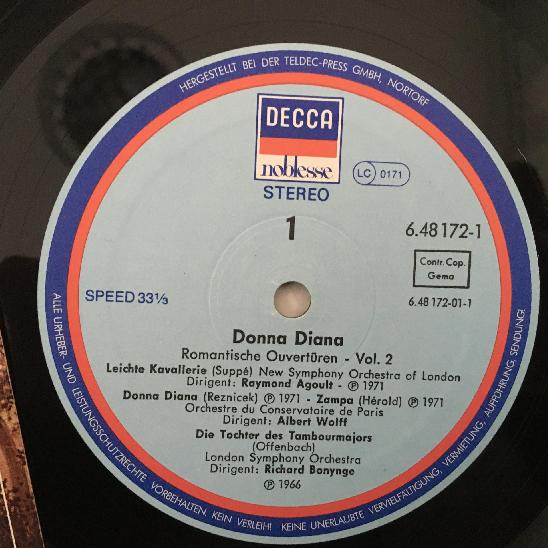 HERGESTELLT BEI DER TELDEC-PRESS GMBH, NORTORF
DECCA
noblesse
LC 0171
STEREO
1
6.48172-1
Contr. Cop.
Gema
SPEED 33⅓
6.48 172-01-1
Donna Diana
Romantische Ouvertüren - Vol. 2
Leichte Kavallerie (Suppé) New Symphony Orchestra of London
Dirigent: Raymond Agoult - ℗ 1971
Donna Diana (Reznicek) ℗ 1971 - Zampa (Hérold) ℗ 1971
Orchestre du Conservatoire de Paris
Dirigent: Albert Wolff
Die Tochter des Tambourmajors
(Offenbach)
London Symphony Orchestra
Dirigent: Richard Bonynge
℗ 1966
ALLE URHEBER- UND LEISTUNGSSCHUTZRECHTE VORBEHALTEN. KEIN VERLEIH! KEINE UNERLAUBTE VERVIELFÄLTIGUNG, VERMIETUNG, AUFFÜHRUNG, SENDUNG!